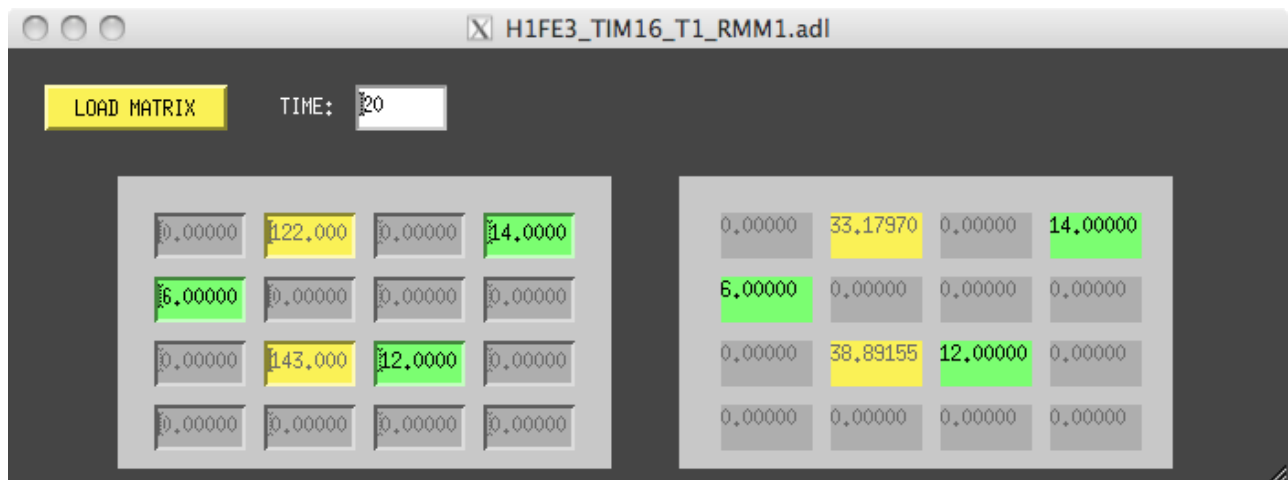 H1FE3_TIM16_T1_RMM1.adl
LOAD MATRIX TIME: 20
0.00000 122.000 0.00000 14.0000 0.00000 33.17970 0.00000 14.00000
6.00000 0.00000 0.00000 0.00000 6.00000 0.00000 0.00000 0.00000
0.00000 143.000 12.0000 0.00000 0.00000 38.89155 12.00000 0.00000
0.00000 0.00000 0.00000 0.00000 0.00000 0.00000 0.00000 0.00000